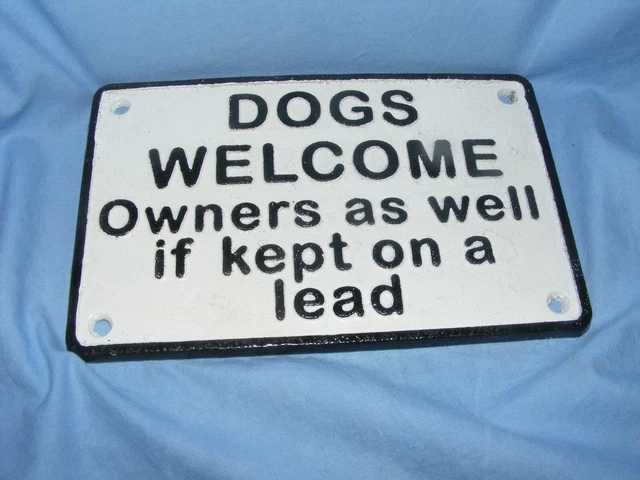 DOGS
WELCOME
Owners as well
if kept on a
lead